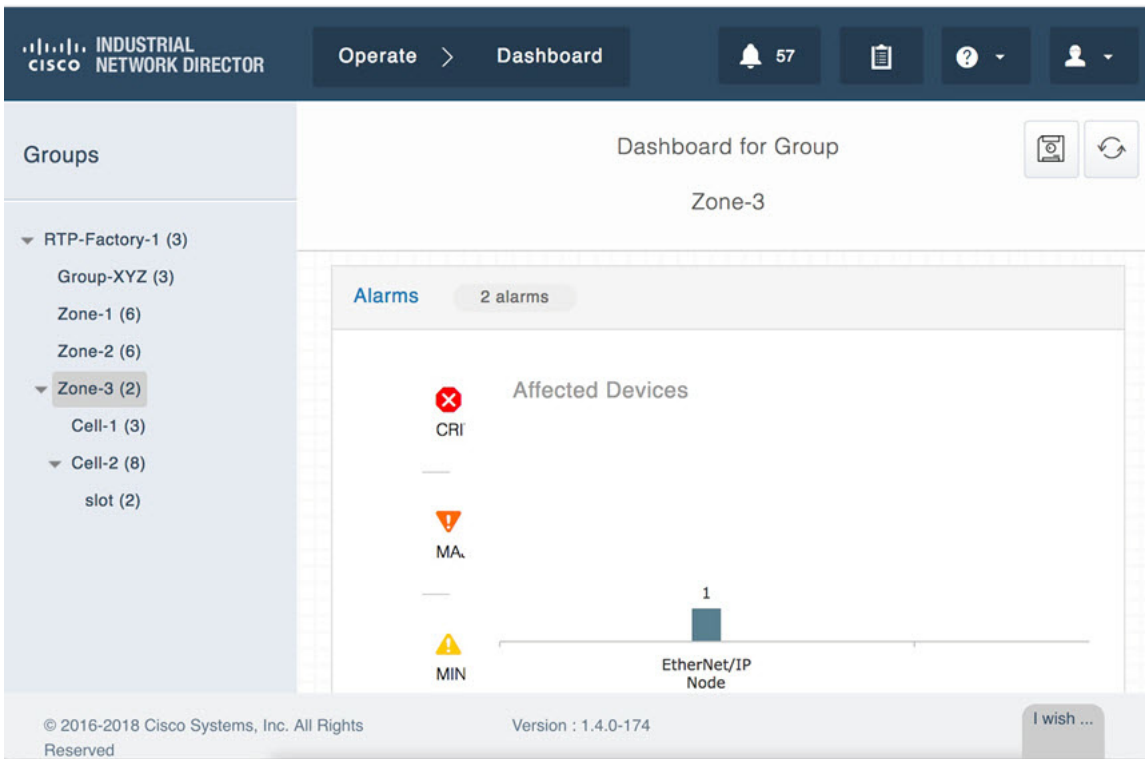 INDUSTRIAL
CISCO NETWORK DIRECTOR
Operate > Dashboard
57
?
Groups
Dashboard for Group
Zone-3
RTP-Factory-1 (3)
Group-XYZ (3)
Zone-1 (6)
Zone-2 (6)
Zone-3 (2)
Cell-1 (3)
Cell-2 (8)
slot (2)
Alarms 2 alarms
Affected Devices
CRI
MAJ
MIN
1
EtherNet/IP
Node
© 2016-2018 Cisco Systems, Inc. All Rights
Reserved
Version : 1.4.0-174
I wish ...